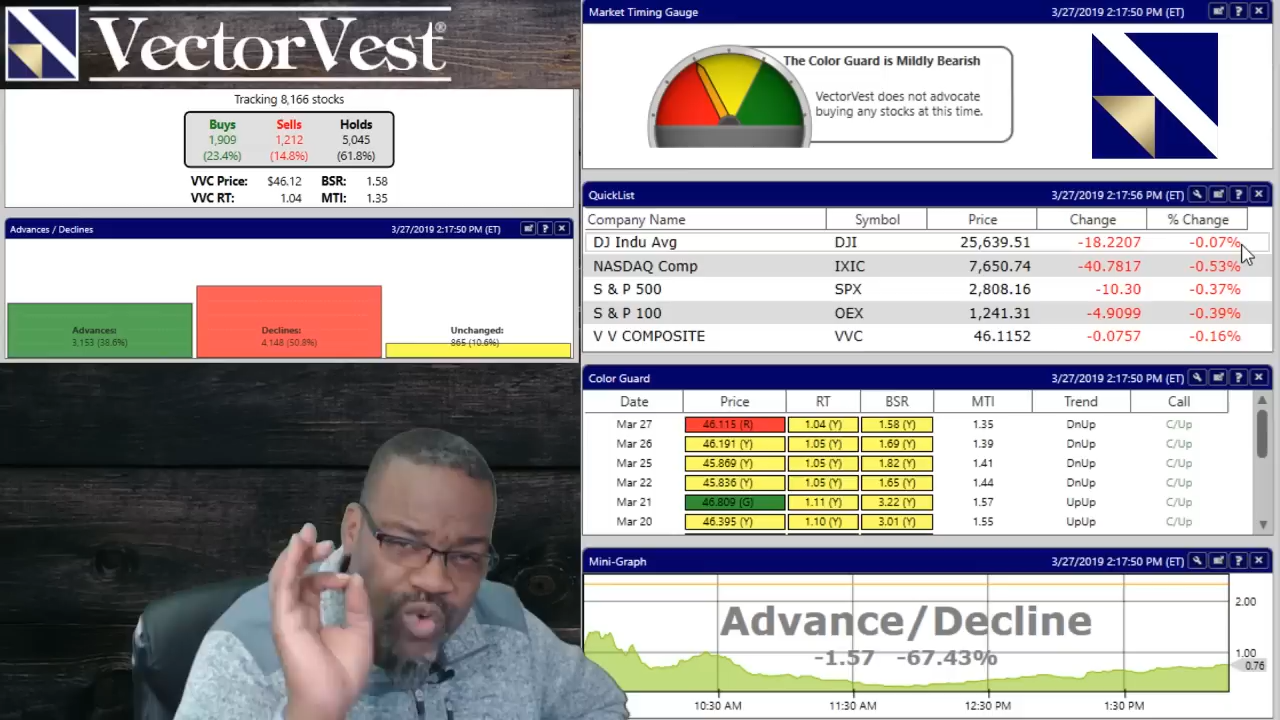 VectorVest®
Tracking 8,166 stocks
Buys Sells Holds
1,909 1,212 5,045
(23.4%) (14.8%) (61.8%)
VVC Price: $46.12 BSR: 1.58
VVC RT: 1.04 MTI: 1.35
Advances / Declines 3/27/2019 2:17:50 PM (ET)
Advances: 3,153 (38.6%)
Declines: 4,148 (50.8%)
Unchanged: 865 (10.6%)
Market Timing Gauge 3/27/2019 2:17:50 PM (ET)
The Color Guard is Mildly Bearish
VectorVest does not advocate
buying any stocks at this time.
QuickList 3/27/2019 2:17:56 PM (ET)
Company Name Symbol Price Change % Change
DJ Indu Avg DJI 25,639.51 -18.2207 -0.07%
NASDAQ Comp IXIC 7,650.74 -40.7817 -0.53%
S & P 500 SPX 2,808.16 -10.30 -0.37%
S & P 100 OEX 1,241.31 -4.9099 -0.39%
V V COMPOSITE VVC 46.1152 -0.0757 -0.16%
Color Guard 3/27/2019 2:17:50 PM (ET)
Date Price RT BSR MTI Trend Call
Mar 27 46.115 (R) 1.04 (Y) 1.58 (Y) 1.35 DnUp C/Up
Mar 26 46.191 (Y) 1.05 (Y) 1.69 (Y) 1.39 DnUp C/Up
Mar 25 45.869 (Y) 1.05 (Y) 1.82 (Y) 1.41 DnUp C/Up
Mar 22 45.836 (Y) 1.05 (Y) 1.65 (Y) 1.44 DnUp C/Up
Mar 21 46.809 (G) 1.11 (Y) 3.22 (Y) 1.57 UpUp C/Up
Mar 20 46.395 (Y) 1.10 (Y) 3.01 (Y) 1.55 UpUp C/Up
Mini-Graph 3/27/2019 2:17:50 PM (ET)
Advance/Decline
-1.57 -67.43%
2.00
1.00
0.76
10:30 AM 11:30 AM 12:30 PM 1:30 PM